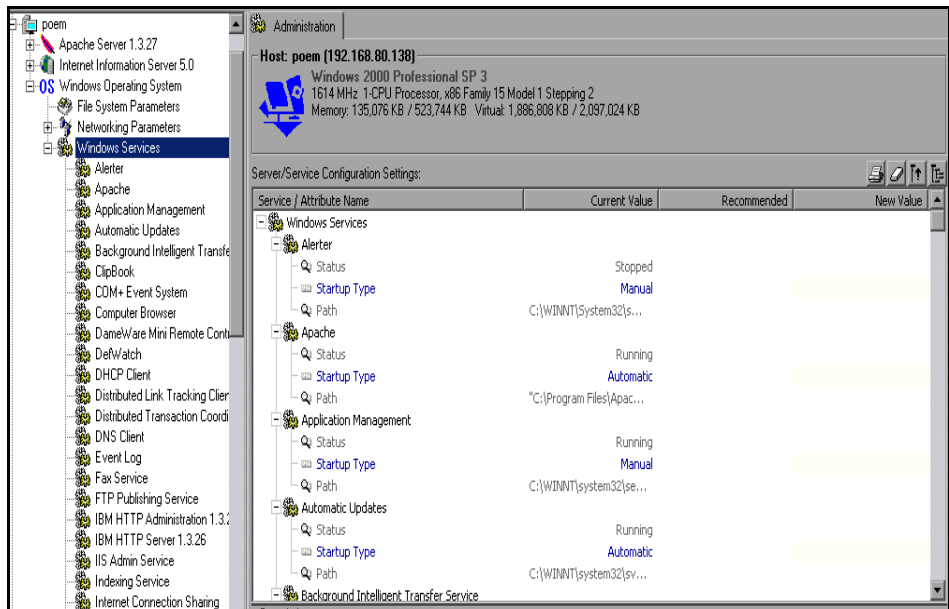 poem
Apache Server 1.3.27
Internet Information Server 5.0
OS Windows Operating System
File System Parameters
Networking Parameters
Windows Services
Alerter
Apache
Application Management
Automatic Updates
Background Intelligent Transfe
ClipBook
COM+ Event System
Computer Browser
DameWare Mini Remote Contr
DefWatch
DHCP Client
Distributed Link Tracking Clien
Distributed Transaction Coordi
DNS Client
Event Log
Fax Service
FTP Publishing Service
IBM HTTP Administration 1.3.2
IBM HTTP Server 1.3.26
IIS Admin Service
Indexing Service
Internet Connection Sharing
Administration
Host: poem (192.168.80.138)
Windows 2000 Professional SP 3
1614 MHz 1-CPU Processor, x86 Family 15 Model 1 Stepping 2
Memory: 135,076 KB / 523,744 KB Virtual: 1,886,808 KB / 2,097,024 KB
Server/Service Configuration Settings:
Service / Attribute Name Current Value Recommended New Value
Windows Services
Alerter
Status Stopped
Startup Type Manual
Path C:\WINNT\System32\s...
Apache
Status Running
Startup Type Automatic
Path "C:\Program Files\Apac...
Application Management
Status Running
Startup Type Manual
Path C:\WINNT\system32\se...
Automatic Updates
Status Running
Startup Type Automatic
Path C:\WINNT\system32\sv...
Background Intelligent Transfer Service